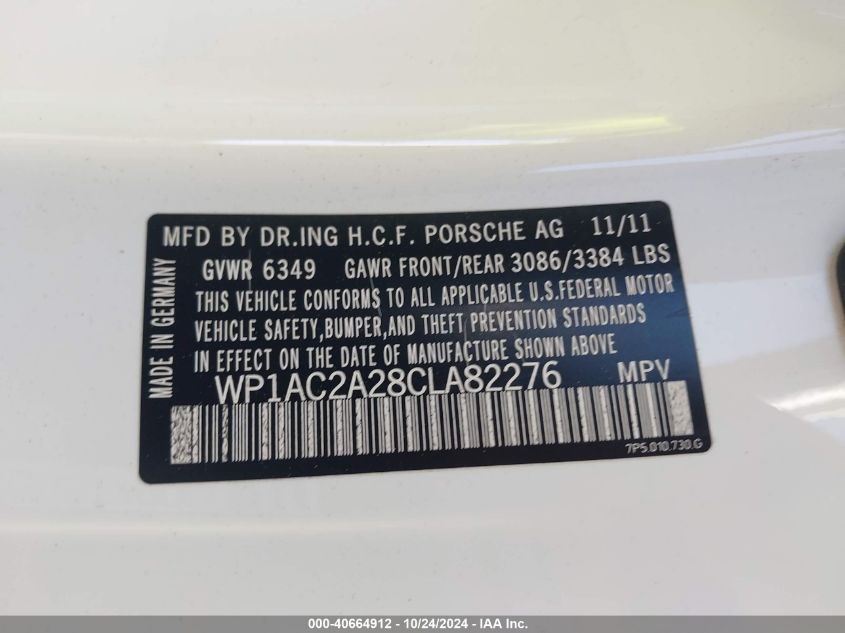 MFD BY DR.ING H.C.F. PORSCHE AG 11/11
GVWR 6349 GAWR FRONT/REAR 3086/3384 LBS
THIS VEHICLE CONFORMS TO ALL APPLICABLE U.S.FEDERAL MOTOR
VEHICLE SAFETY,BUMPER,AND THEFT PREVENTION STANDARDS
IN EFFECT ON THE DATE OF MANUFACTURE SHOWN ABOVE
WP1AC2A28CLA82276 MPV
7P5.010.730.G
MADE IN GERMANY
000-40664912 - 10/24/2024 - IAA Inc.